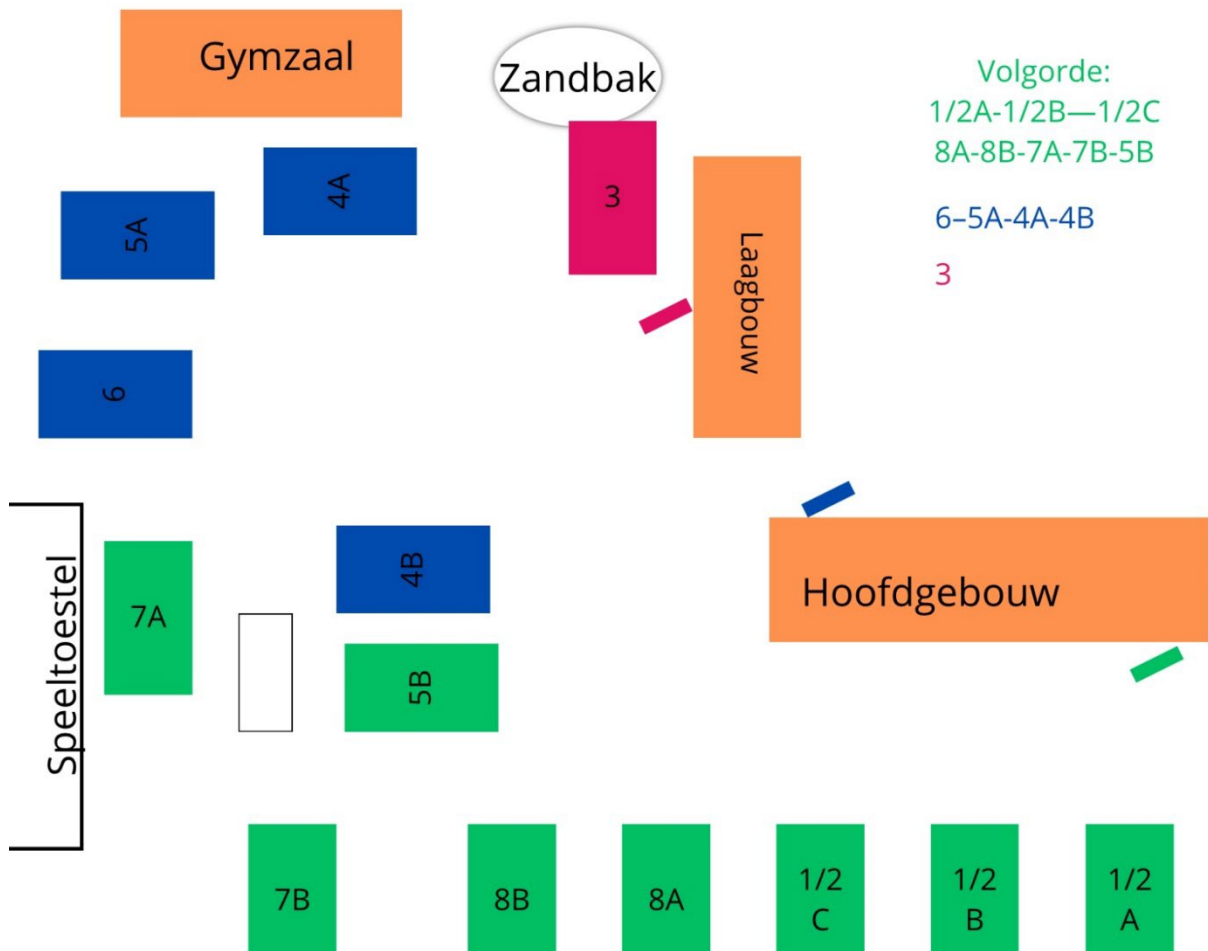 Gymzaal
Zandbak
Volgorde:
1/2A-1/2B—1/2C
8A-8B-7A-7B-5B
6–5A-4A-4B
3
4A
3
5A
Laagbouw
6
Speeltoestel
7A
4B
5B
Hoofdgebouw
7B
8B
8A
1/2
C
1/2
B
1/2
A